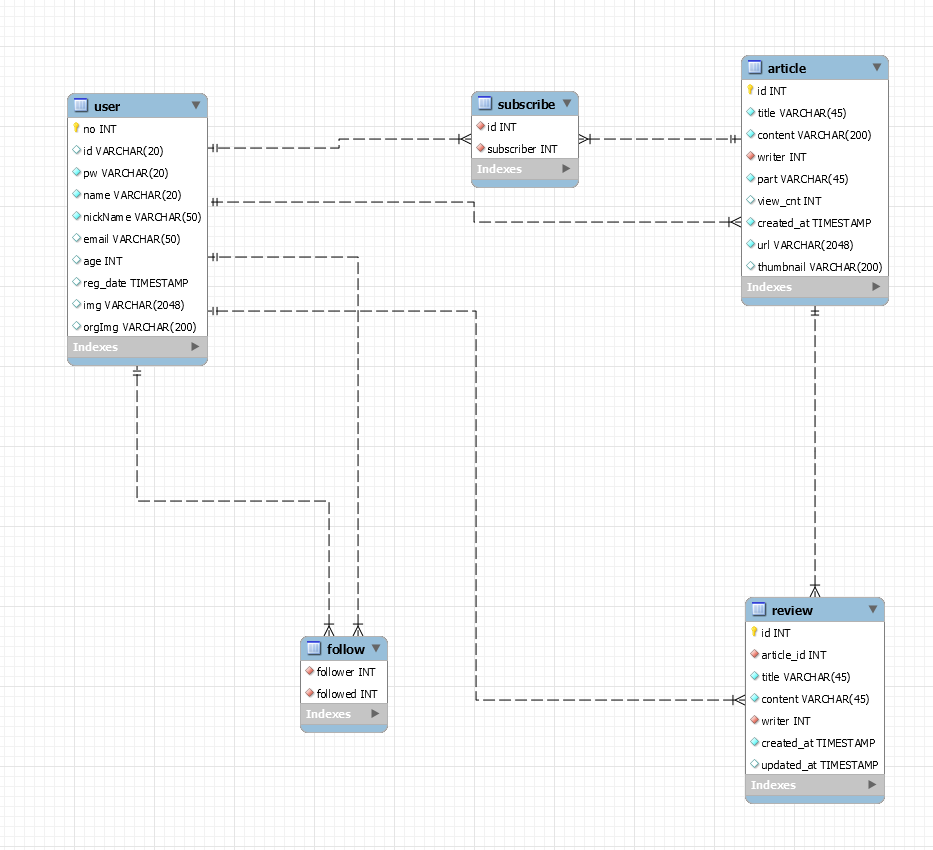 user
no INT
id VARCHAR(20)
pw VARCHAR(20)
name VARCHAR(20)
nickName VARCHAR(50)
email VARCHAR(50)
age INT
reg_date TIMESTAMP
img VARCHAR(2048)
orgImg VARCHAR(200)
Indexes
subscribe
id INT
subscriber INT
Indexes
article
id INT
title VARCHAR(45)
content VARCHAR(200)
writer INT
part VARCHAR(45)
view_cnt INT
created_at TIMESTAMP
url VARCHAR(2048)
thumbnail VARCHAR(200)
Indexes
follow
follower INT
followed INT
Indexes
review
id INT
article_id INT
title VARCHAR(45)
content VARCHAR(45)
writer INT
created_at TIMESTAMP
updated_at TIMESTAMP
Indexes